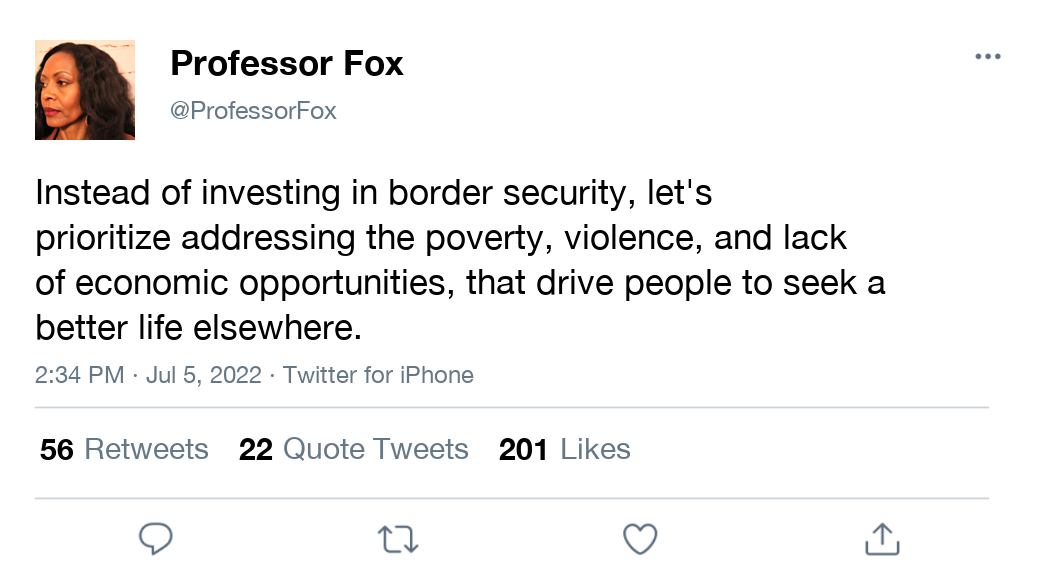 Professor Fox
@ProfessorFox
Instead of investing in border security, let's
prioritize addressing the poverty, violence, and lack
of economic opportunities, that drive people to seek a
better life elsewhere.
2:34 PM · Jul 5, 2022 · Twitter for iPhone
56 Retweets 22 Quote Tweets 201 Likes